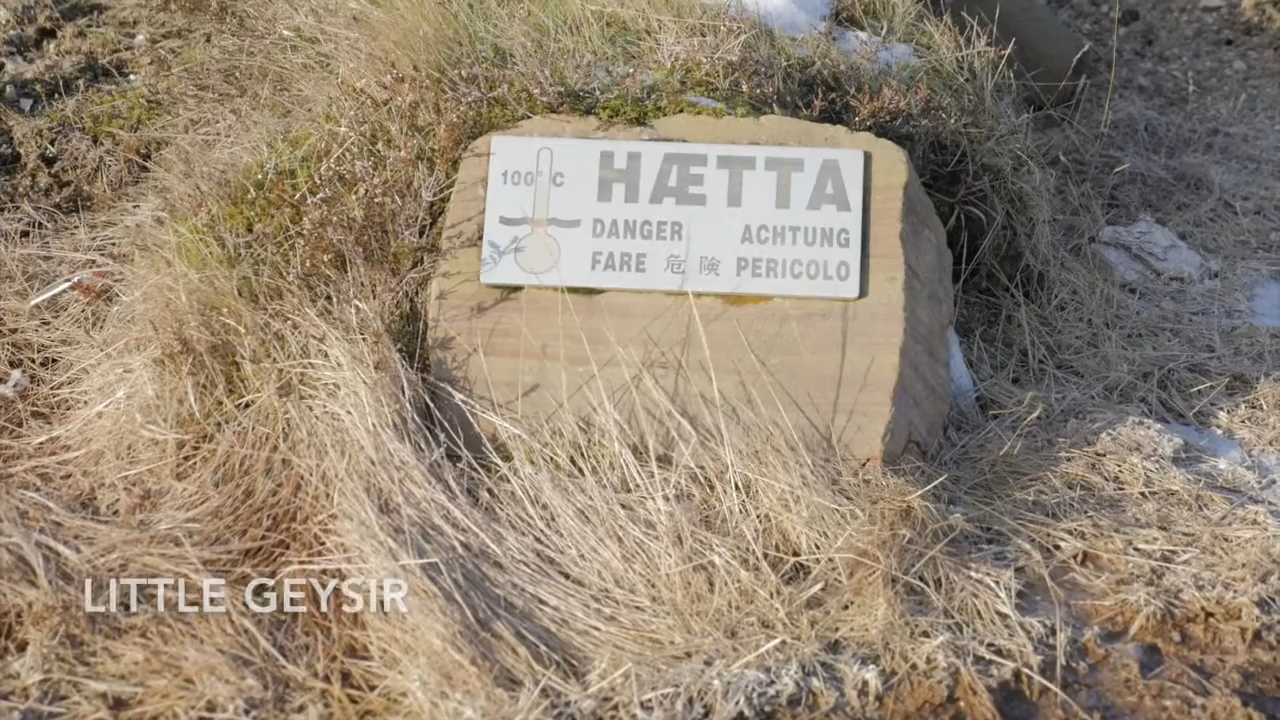 100° C
HÆTTA
DANGER ACHTUNG
FARE 危険 PERICOLO
LITTLE GEYSIR